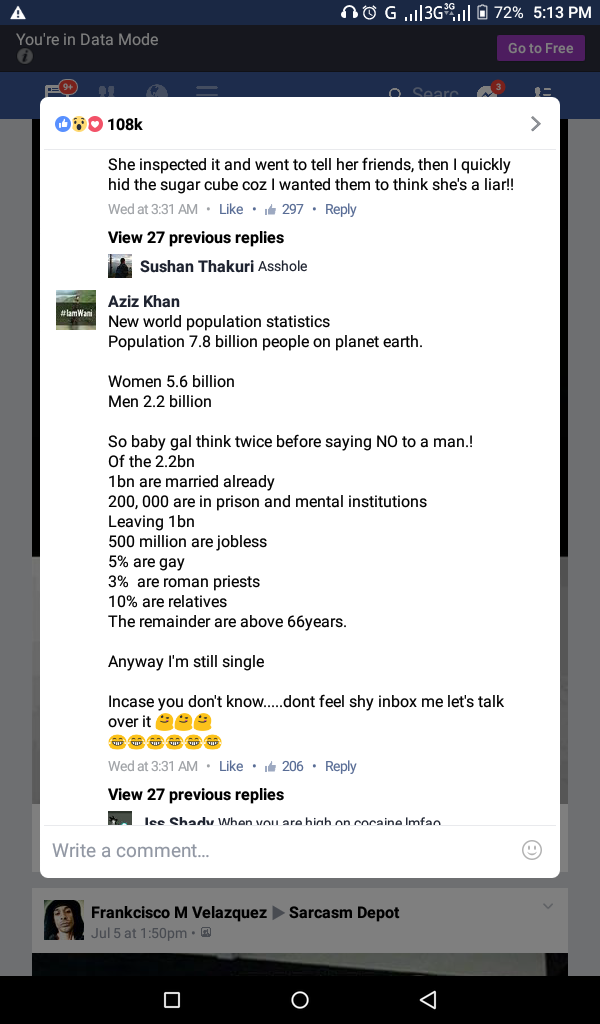 G 3G 3G 72% 5:13 PM
You're in Data Mode
Go to Free
9+
Searc
3
108k
She inspected it and went to tell her friends, then I quickly
hid the sugar cube coz I wanted them to think she's a liar!!
Wed at 3:31 AM • Like • 297 • Reply
View 27 previous replies
Sushan Thakuri Asshole
#IamWani
Aziz Khan
New world population statistics
Population 7.8 billion people on planet earth.
Women 5.6 billion
Men 2.2 billion
So baby gal think twice before saying NO to a man.!
Of the 2.2bn
1bn are married already
200, 000 are in prison and mental institutions
Leaving 1bn
500 million are jobless
5% are gay
3%  are roman priests
10% are relatives
The remainder are above 66years.
Anyway I'm still single
Incase you don't know.....dont feel shy inbox me let's talk
over it 🤗🤗🤗
😂😂😂😂😂😂
Wed at 3:31 AM • Like • 206 • Reply
View 27 previous replies
Jss Shady When you are high on cocaine lmfao
Write a comment...
Frankcisco M Velazquez ▶ Sarcasm Depot
Jul 5 at 1:50pm •